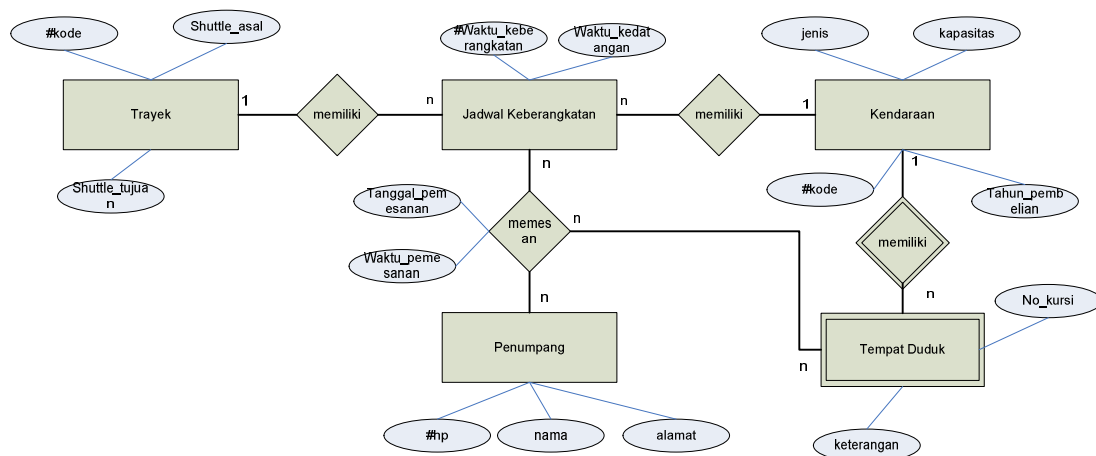 #kode
Shuttle_asal
#Waktu_kebe
rangkatan
Waktu_kedat
angan
jenis
kapasitas
Trayek
1
memiliki
n
Jadwal Keberangkatan
n
memiliki
1
Kendaraan
Shuttle_tujua
n
n
1
#kode
Tahun_pemb
elian
Tanggal_pem
esanan
memes
an
n
memiliki
Waktu_peme
sanan
n
n
No_kursi
Penumpang
Tempat Duduk
n
#hp
nama
alamat
keterangan